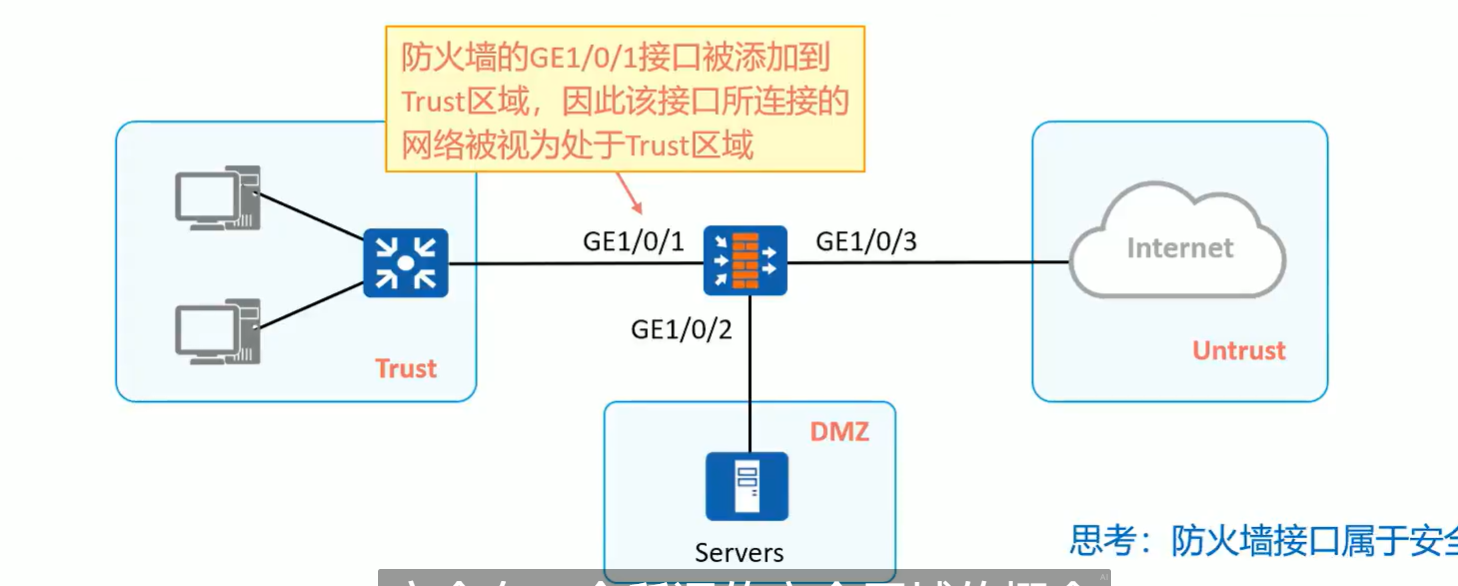 防火墙的GE1/0/1接口被添加到
Trust区域，因此该接口所连接的
网络被视为处于Trust区域
GE1/0/1
GE1/0/3
Internet
GE1/0/2
Trust
Untrust
DMZ
Servers
思考：防火墙接口属于安全